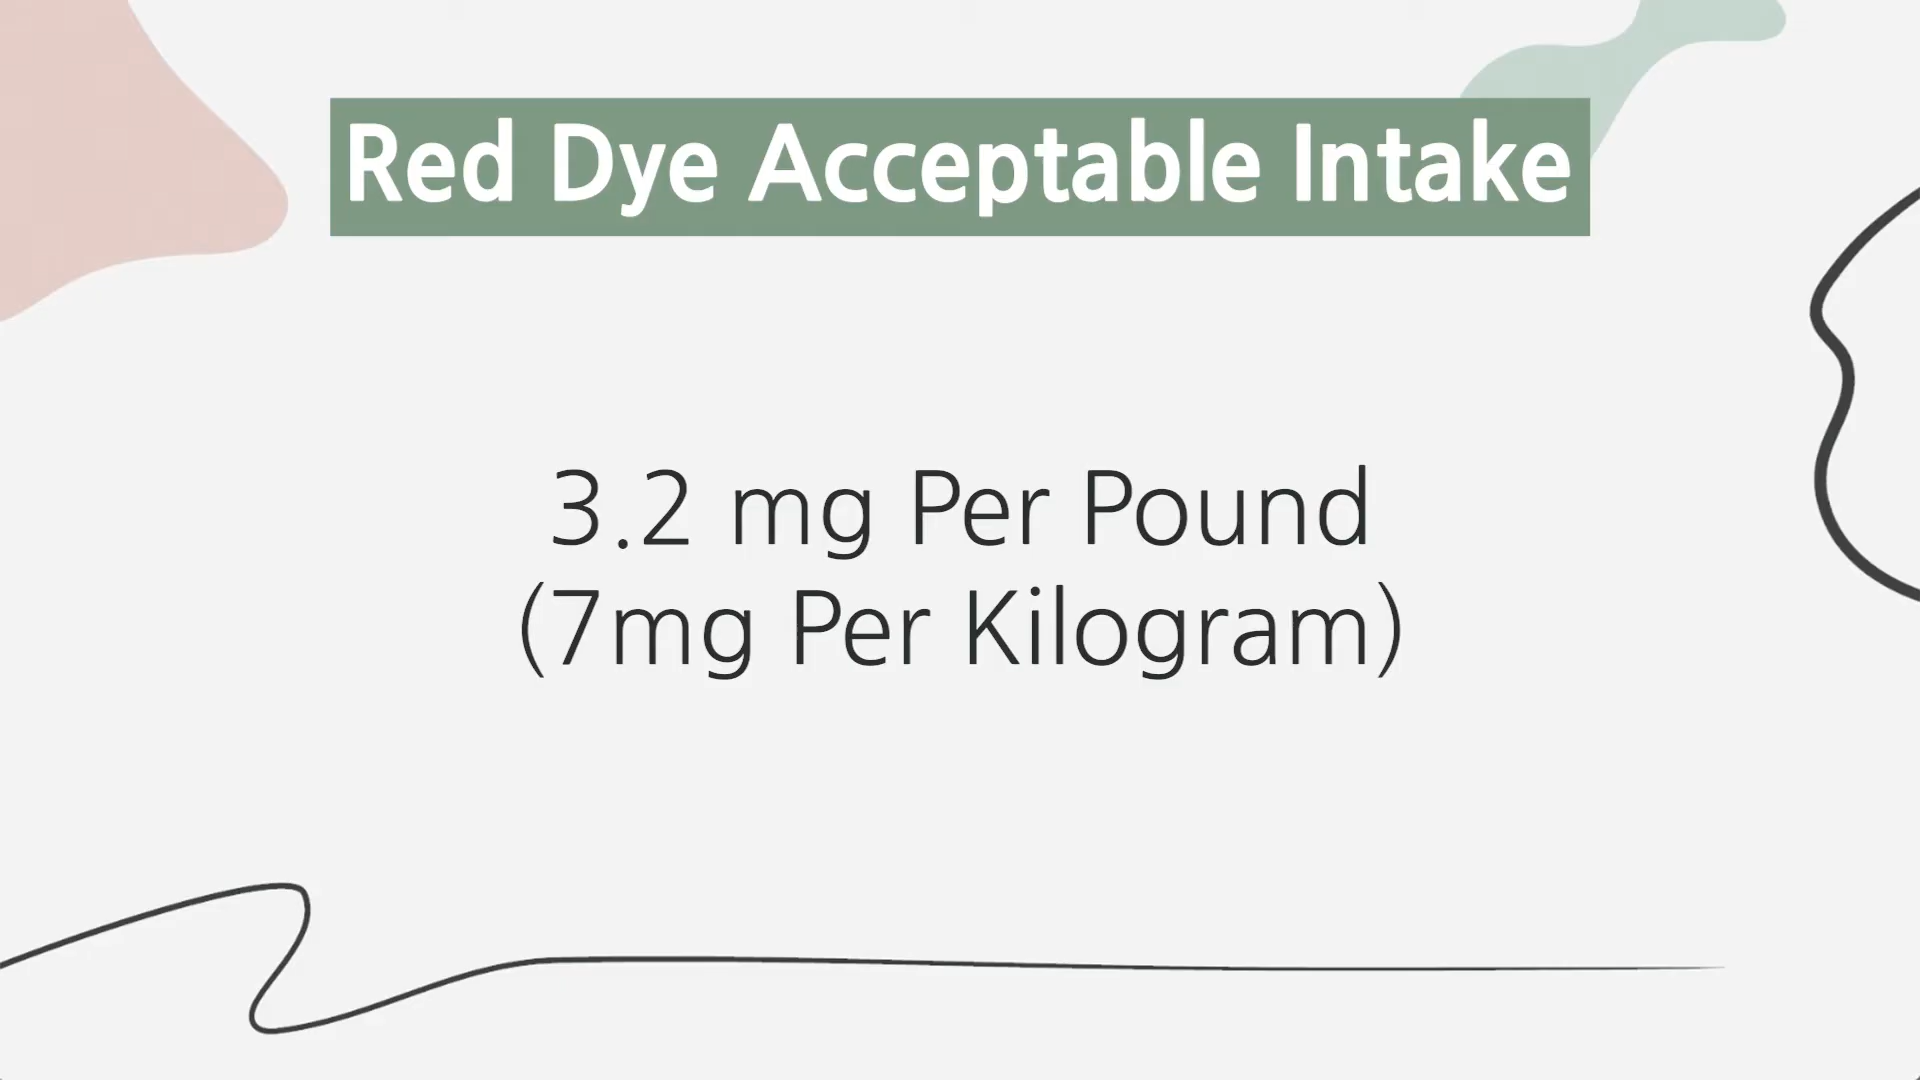 Red Dye Acceptable Intake
3.2 mg Per Pound
(7mg Per Kilogram)